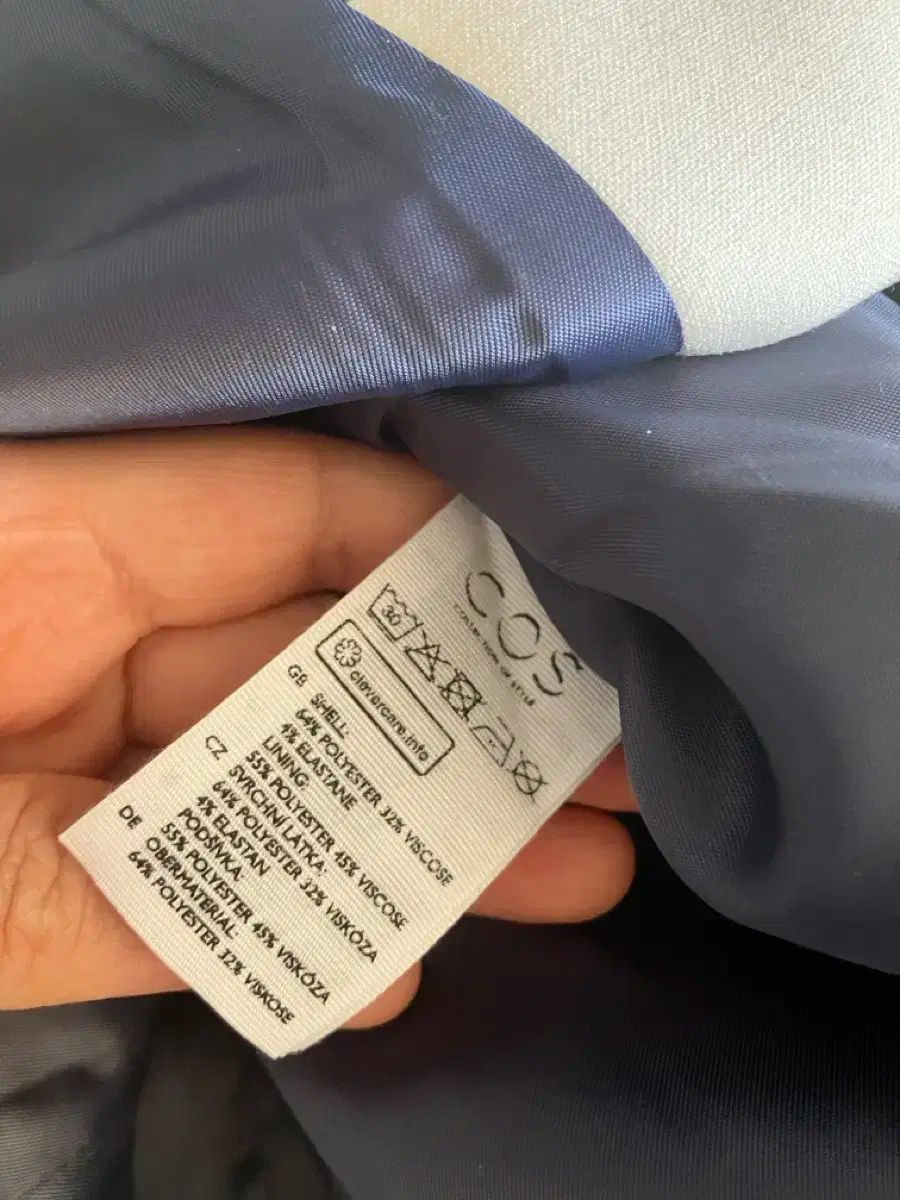 COS
COLLECTION OF STYLE
30
clevercare.info
GB SHELL:
64% POLYESTER 32% VISCOSE
4% ELASTANE
LINING:
55% POLYESTER 45% VISCOSE
CZ SVRCHNÍ LÁTKA:
64% POLYESTER 32% VISKÓZA
4% ELASTAN
PODŠÍVKA:
55% POLYESTER 45% VISKÓZA
DE OBERMATERIAL
64% POLYESTER 32% VISKOSE